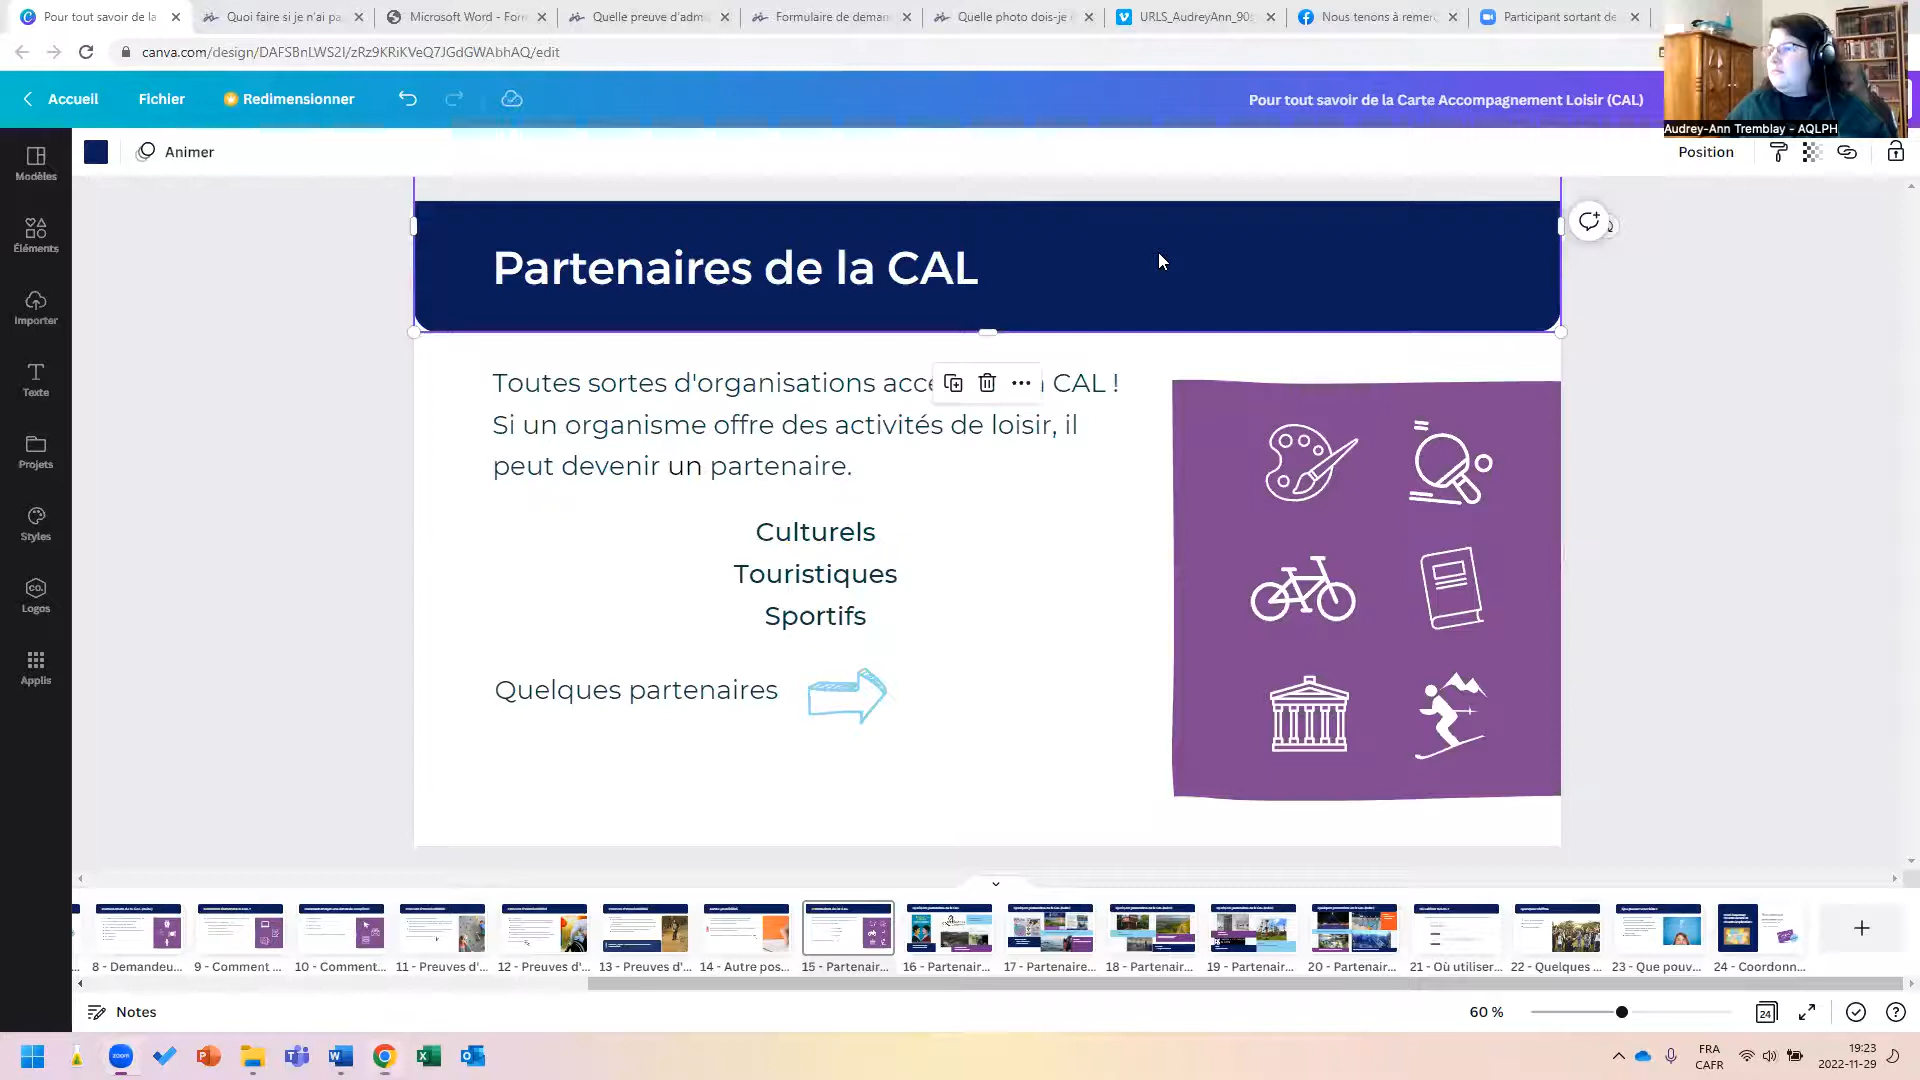 Pour tout savoir de la
Quoi faire si je n'ai pa
Microsoft Word - For
Quelle preuve d'adm
Formulaire de deman
Quelle photo dois-je
URLS_AudreyAnn_90
Nous tenons à remer
Participant sortant de
canva.com/design/DAFSBnLWS2I/zRz9KRiKVeQ7JGdGWAbhAQ/edit
Accueil
Fichier
Redimensionner
Pour tout savoir de la Carte Accompagnement Loisir (CAL)
Audrey-Ann Tremblay - AQLPH
Animer
Position
Modèles
Éléments
Importer
Texte
Projets
Styles
CO.
Logos
Applis
Partenaires de la CAL
Toutes sortes d'organisations acce CAL !
Si un organisme offre des activités de loisir, il
peut devenir un partenaire.
Culturels
Touristiques
Sportifs
Quelques partenaires
8 - Demandeu...
9 - Comment ...
10 - Comment...
11 - Preuves d'...
12 - Preuves d'...
13 - Preuves d'...
14 - Autre pos...
15 - Partenair...
16 - Partenair...
17 - Partenaire...
18 - Partenair...
19 - Partenair...
20 - Partenair...
21 - Où utiliser...
22 - Quelques ...
23 - Que pouv...
24 - Coordonn...
Notes
60 %
24
zoom
FRA
CAFR
19:23
2022-11-29